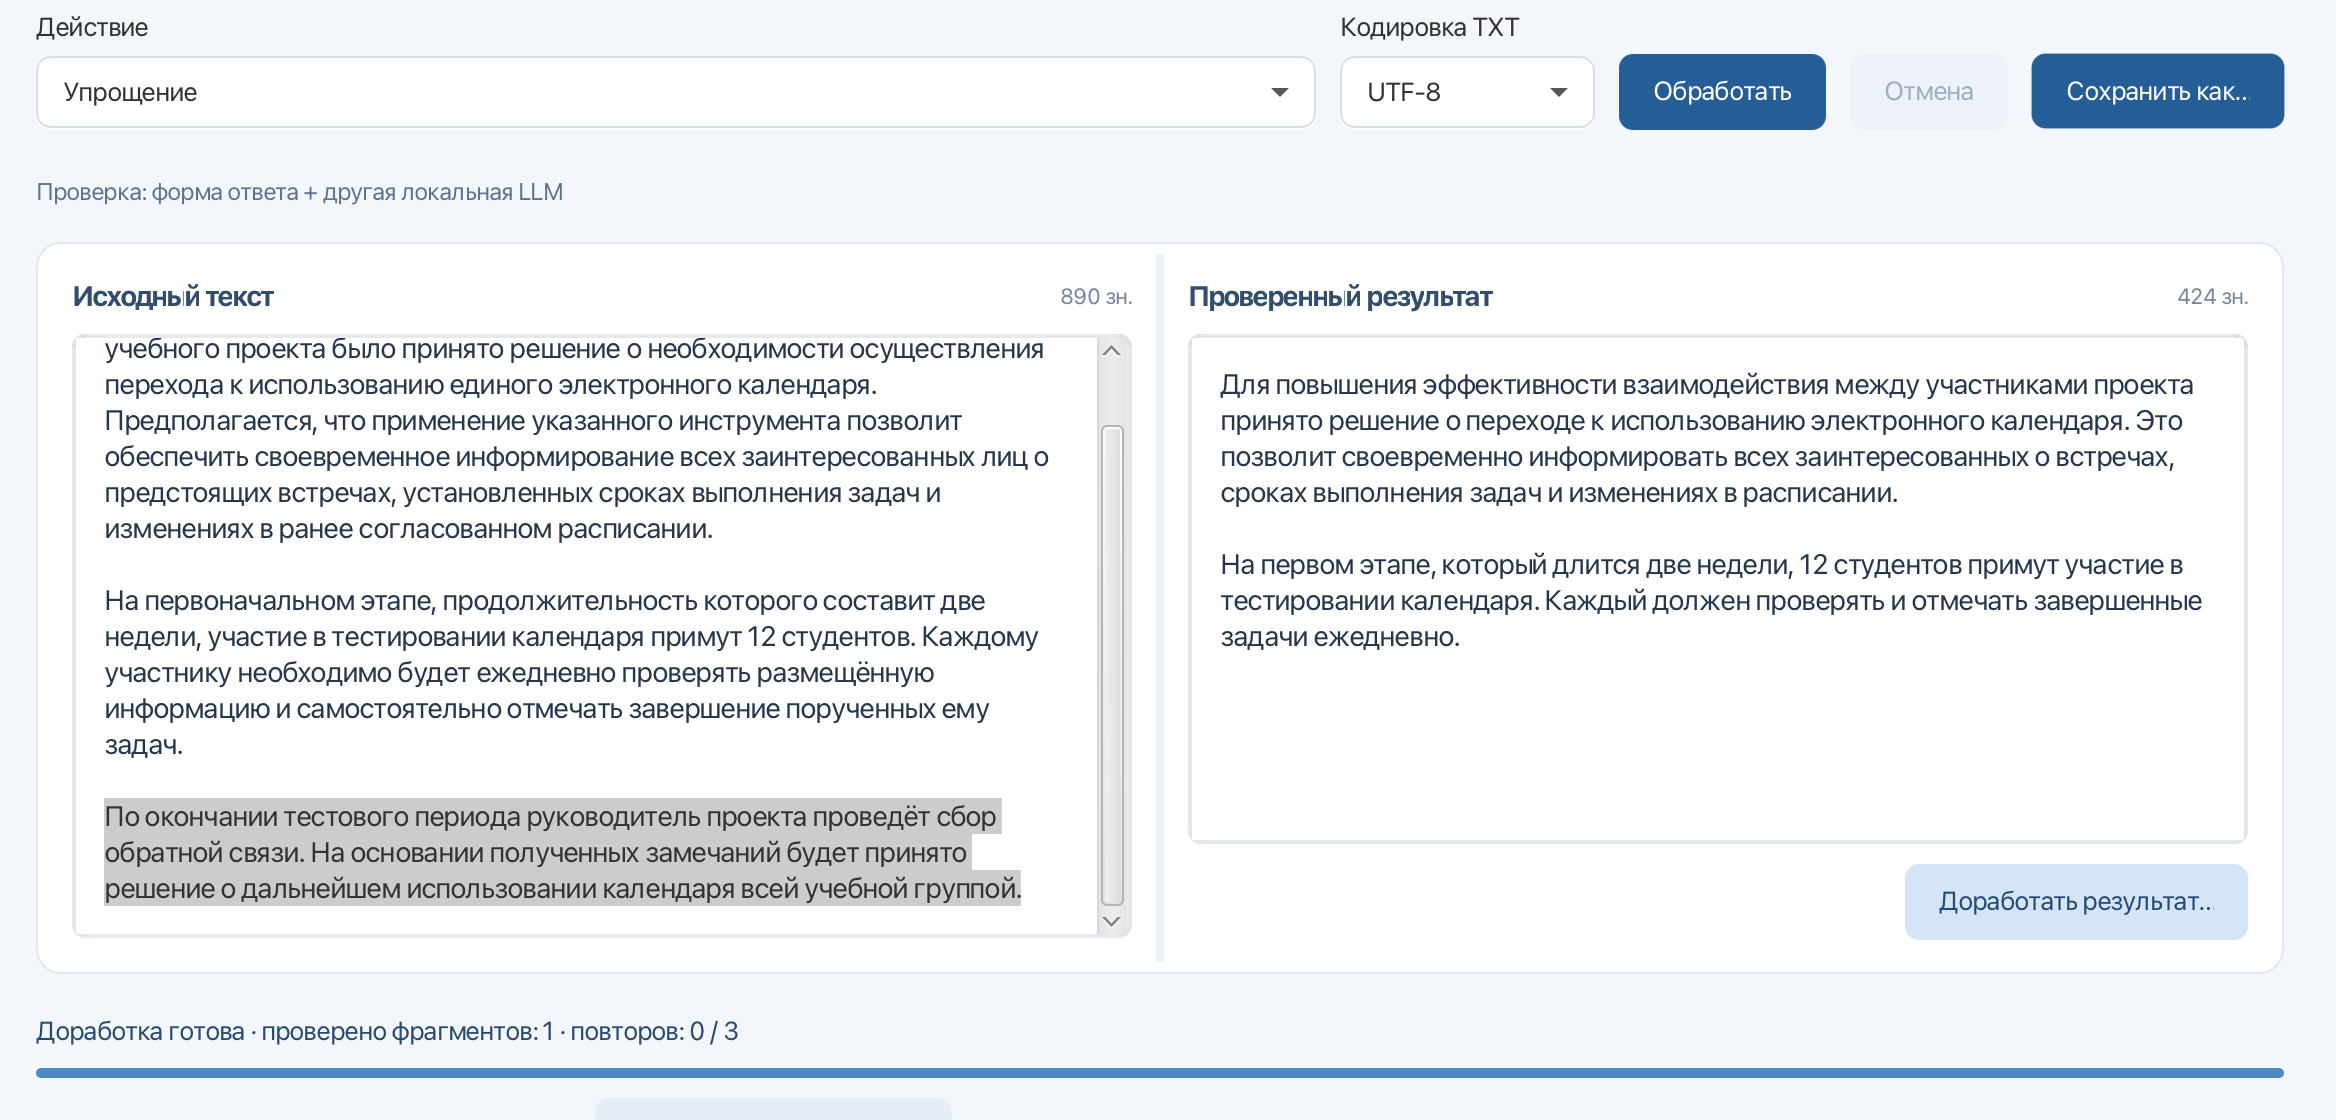 Действие
Кодировка TXT
Упрощение
UTF-8
Обработать
Отмена
Сохранить как...
Проверка: форма ответа + другая локальная LLM
Исходный текст
890 зн.
учебного проекта было принято решение о необходимости осуществления
перехода к использованию единого электронного календаря.
Предполагается, что применение указанного инструмента позволит
обеспечить своевременное информирование всех заинтересованных лиц о
предстоящих встречах, установленных сроках выполнения задач и
изменениях в ранее согласованном расписании.
На первоначальном этапе, продолжительность которого составит две
недели, участие в тестировании календаря примут 12 студентов. Каждому
участнику необходимо будет ежедневно проверять размещённую
информацию и самостоятельно отмечать завершение порученных ему
задач.
По окончании тестового периода руководитель проекта проведёт сбор
обратной связи. На основании полученных замечаний будет принято
решение о дальнейшем использовании календаря всей учебной группой.
Проверенный результат
424 зн.
Для повышения эффективности взаимодействия между участниками проекта
принято решение о переходе к использованию электронного календаря. Это
позволит своевременно информировать всех заинтересованных о встречах,
сроках выполнения задач и изменениях в расписании.
На первом этапе, который длится две недели, 12 студентов примут участие в
тестировании календаря. Каждый должен проверять и отмечать завершенные
задачи ежедневно.
Доработать результат...
Доработка готова · проверено фрагментов: 1 · повторов: 0 / 3